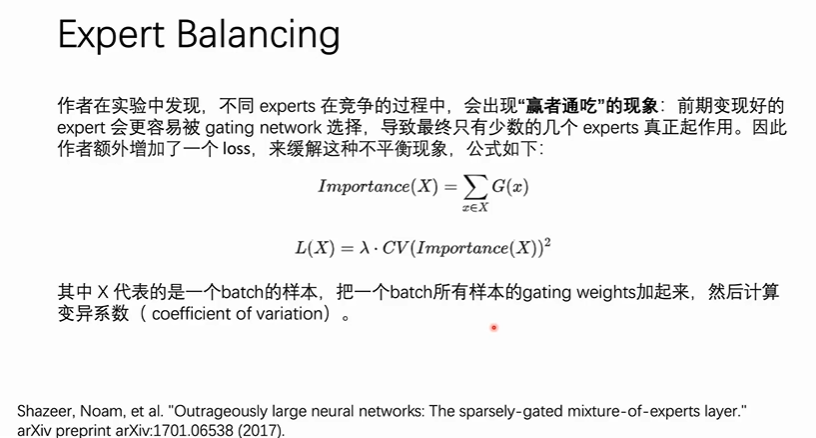 Expert Balancing
作者在实验中发现，不同 experts 在竞争的过程中，会出现“赢者通吃”的现象：前期变现好的
expert 会更容易被 gating network 选择，导致最终只有少数的几个 experts 真正起作用。因此
作者额外增加了一个 loss，来缓解这种不平衡现象，公式如下：
Importance(X) = ∑_{x∈X} G(x)
L(X) = λ · CV(Importance(X))²
其中 X 代表的是一个batch的样本，把一个batch所有样本的gating weights加起来，然后计算
变异系数（ coefficient of variation）。
Shazeer, Noam, et al. "Outrageously large neural networks: The sparsely-gated mixture-of-experts layer."
arXiv preprint arXiv:1701.06538 (2017).